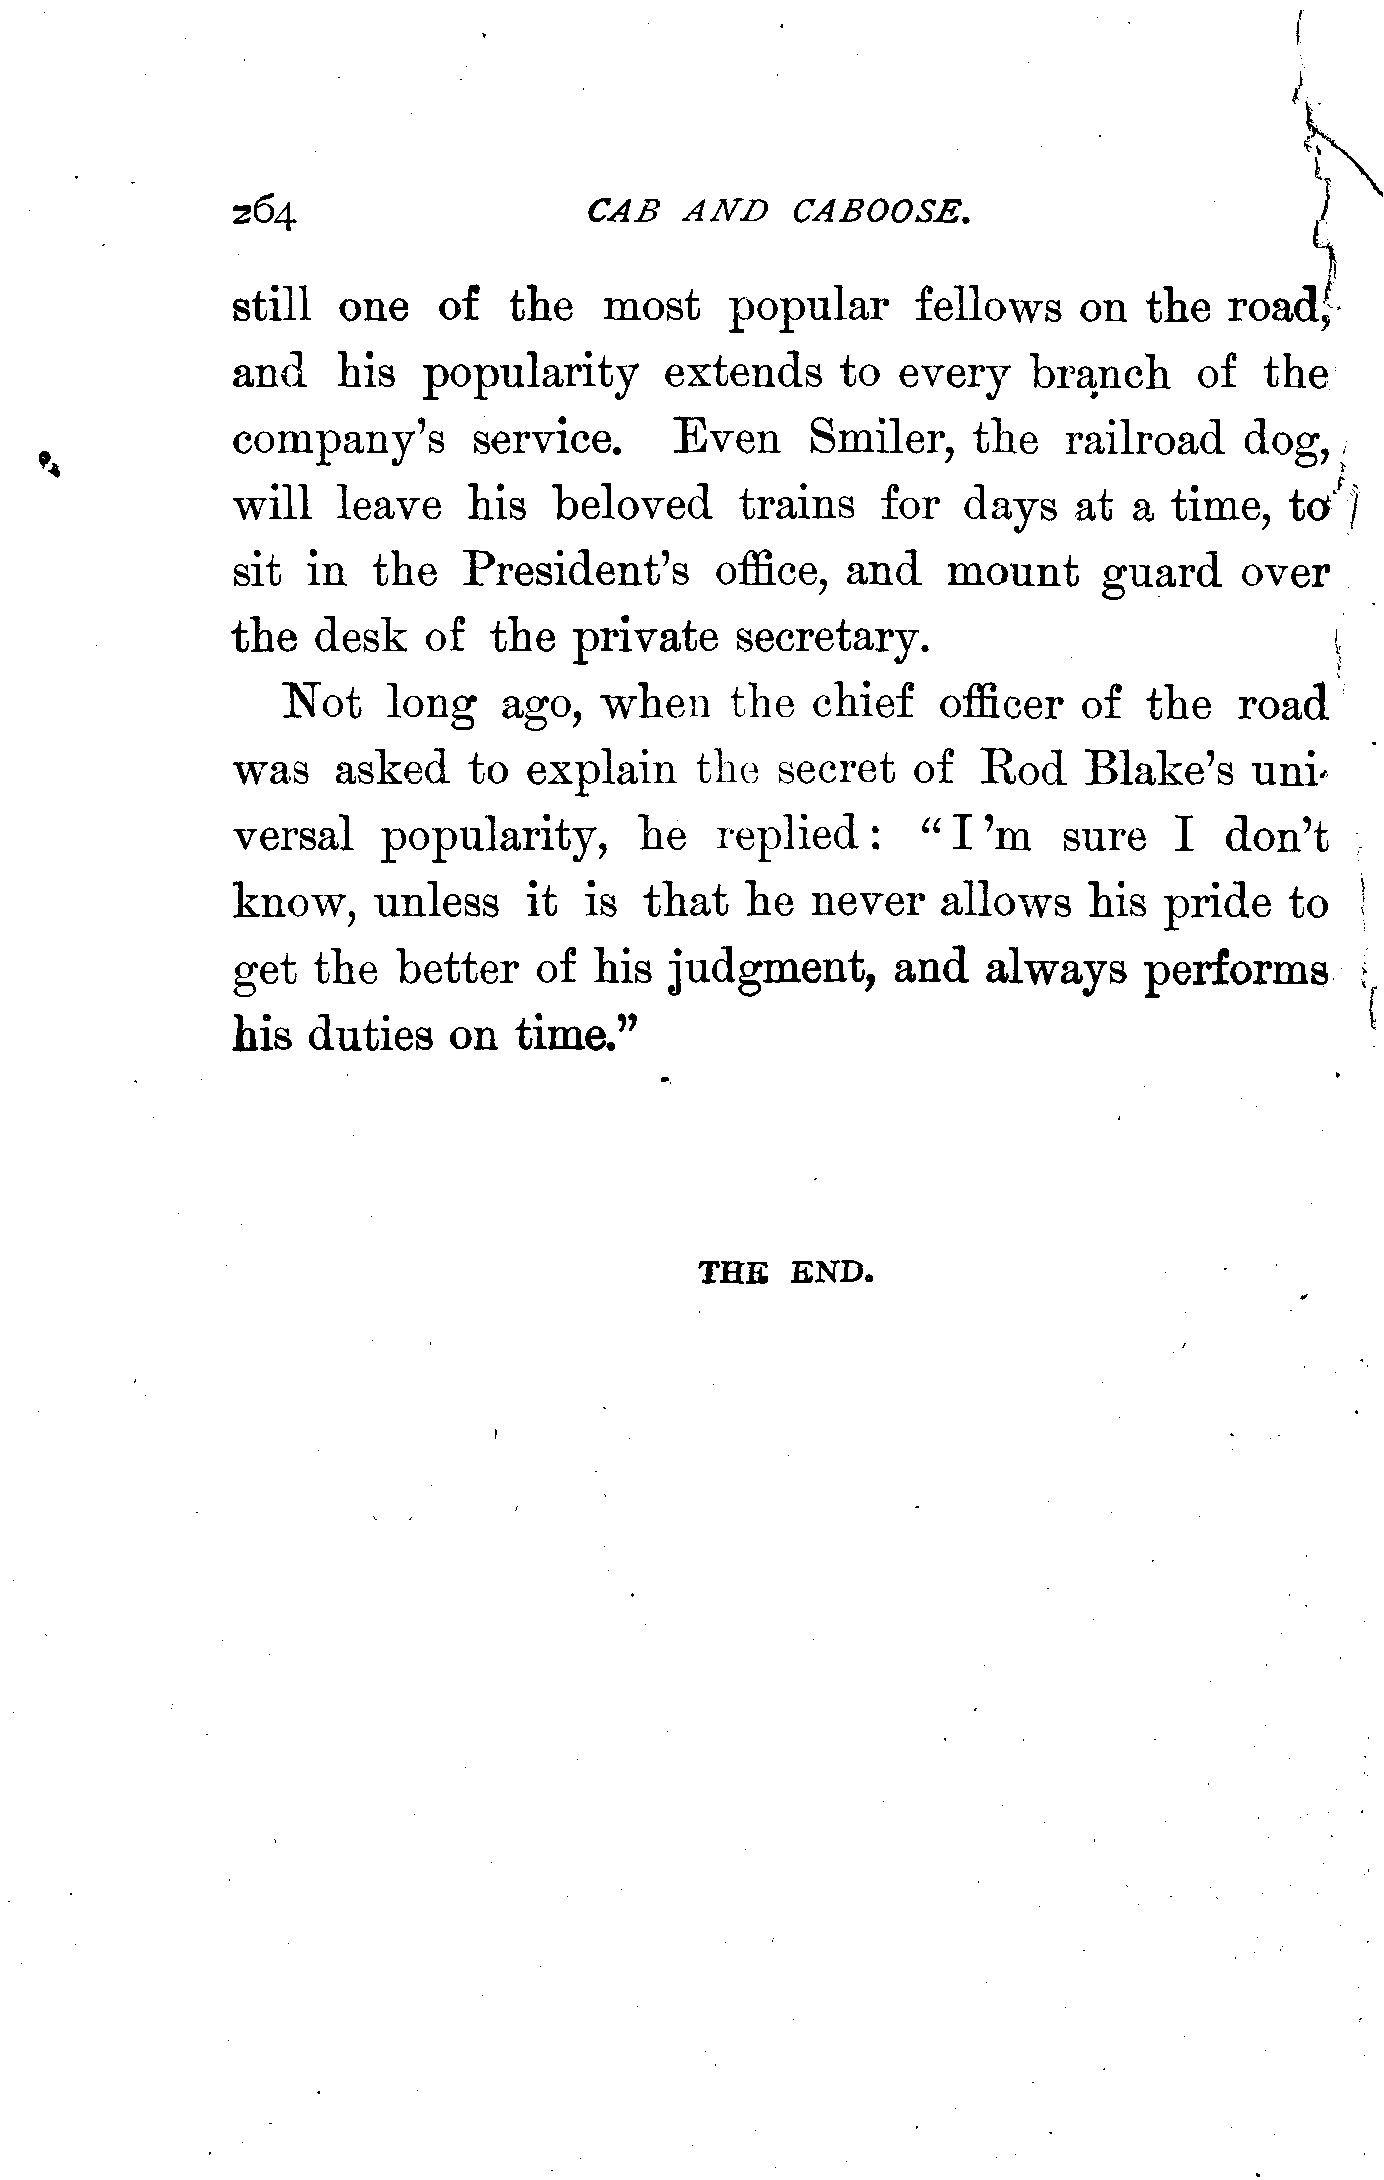 264 CAB AND CABOOSE.
still one of the most popular fellows on the road,
and his popularity extends to every branch of the
company's service. Even Smiler, the railroad dog,
will leave his beloved trains for days at a time, to
sit in the President's office, and mount guard over
the desk of the private secretary.
Not long ago, when the chief officer of the road
was asked to explain the secret of Rod Blake's uni-
versal popularity, he replied: "I'm sure I don't
know, unless it is that he never allows his pride to
get the better of his judgment, and always performs
his duties on time."
THE END.